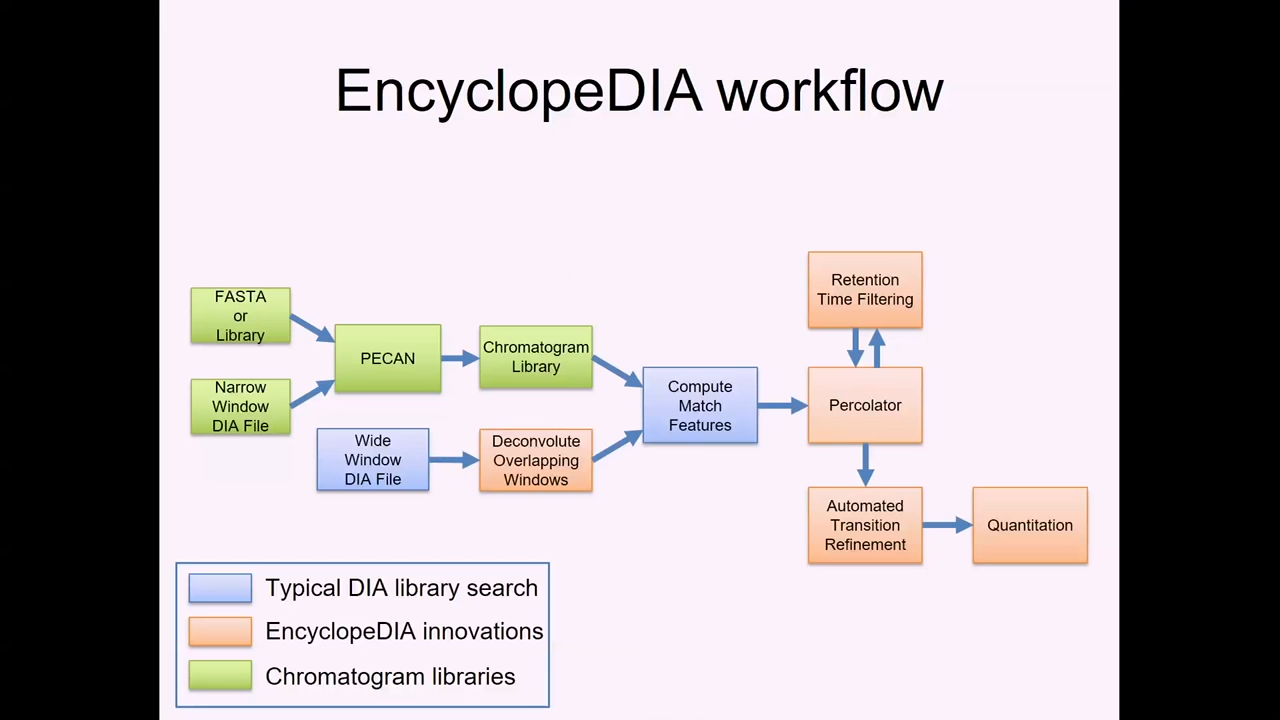 EncyclopeDIA workflow
FASTA
or
Library
Narrow
Window
DIA File
PECAN
Chromatogram
Library
Wide
Window
DIA File
Deconvolute
Overlapping
Windows
Compute
Match
Features
Retention
Time Filtering
Percolator
Automated
Transition
Refinement
Quantitation
Typical DIA library search
EncyclopeDIA innovations
Chromatogram libraries